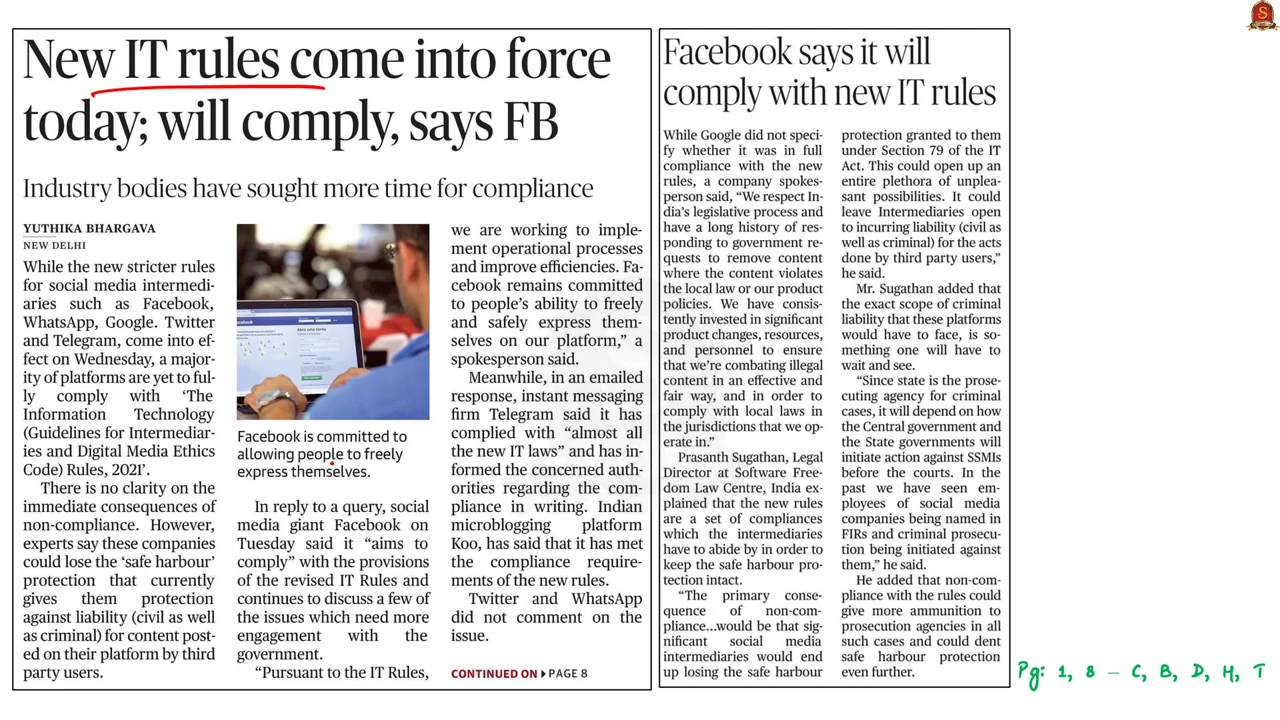 New IT rules come into force
today; will comply, says FB
Industry bodies have sought more time for compliance
YUTHIKA BHARGAVA
NEW DELHI
While the new stricter rules
for social media intermedi-
aries such as Facebook,
WhatsApp, Google. Twitter
and Telegram, come into ef-
fect on Wednesday, a major-
ity of platforms are yet to ful-
ly comply with ‘The
Information Technology
(Guidelines for Intermediar-
ies and Digital Media Ethics
Code) Rules, 2021’.
There is no clarity on the
immediate consequences of
non-compliance. However,
experts say these companies
could lose the ‘safe harbour’
protection that currently
gives them protection
against liability (civil as well
as criminal) for content post-
ed on their platform by third
party users.
Facebook is committed to
allowing people to freely
express themselves.
In reply to a query, social
media giant Facebook on
Tuesday said it “aims to
comply” with the provisions
of the revised IT Rules and
continues to discuss a few of
the issues which need more
engagement with the
government.
“Pursuant to the IT Rules,
we are working to imple-
ment operational processes
and improve efficiencies. Fa-
cebook remains committed
to people’s ability to freely
and safely express them-
selves on our platform,” a
spokesperson said.
Meanwhile, in an emailed
response, instant messaging
firm Telegram said it has
complied with “almost all
the new IT laws” and has in-
formed the concerned auth-
orities regarding the com-
pliance in writing. Indian
microblogging platform
Koo, has said that it has met
the compliance require-
ments of the new rules.
Twitter and WhatsApp
did not comment on the
issue.
CONTINUED ON PAGE 8
Facebook says it will
comply with new IT rules
While Google did not speci-
fy whether it was in full
compliance with the new
rules, a company spokes-
person said, “We respect In-
dia’s legislative process and
have a long history of res-
ponding to government re-
quests to remove content
where the content violates
the local law or our product
policies. We have consis-
tently invested in significant
product changes, resources,
and personnel to ensure
that we’re combating illegal
content in an effective and
fair way, and in order to
comply with local laws in
the jurisdictions that we op-
erate in.”
Prasanth Sugathan, Legal
Director at Software Free-
dom Law Centre, India ex-
plained that the new rules
are a set of compliances
which the intermediaries
have to abide by in order to
keep the safe harbour pro-
tection intact.
“The primary conse-
quence of non-com-
pliance...would be that sig-
nificant social media
intermediaries would end
up losing the safe harbour
protection granted to them
under Section 79 of the IT
Act. This could open up an
entire plethora of unplea-
sant possibilities. It could
leave Intermediaries open
to incurring liability (civil as
well as criminal) for the acts
done by third party users,”
he said.
Mr. Sugathan added that
the exact scope of criminal
liability that these platforms
would have to face, is so-
mething one will have to
wait and see.
“Since state is the prose-
cuting agency for criminal
cases, it will depend on how
the Central government and
the State governments will
initiate action against SSMIs
before the courts. In the
past we have seen em-
ployees of social media
companies being named in
FIRs and criminal prosecu-
tion being initiated against
them,” he said.
He added that non-com-
pliance with the rules could
give more ammunition to
prosecution agencies in all
such cases and could dent
safe harbour protection
even further.
Pg: 1, 8 – C, B, D, H, T